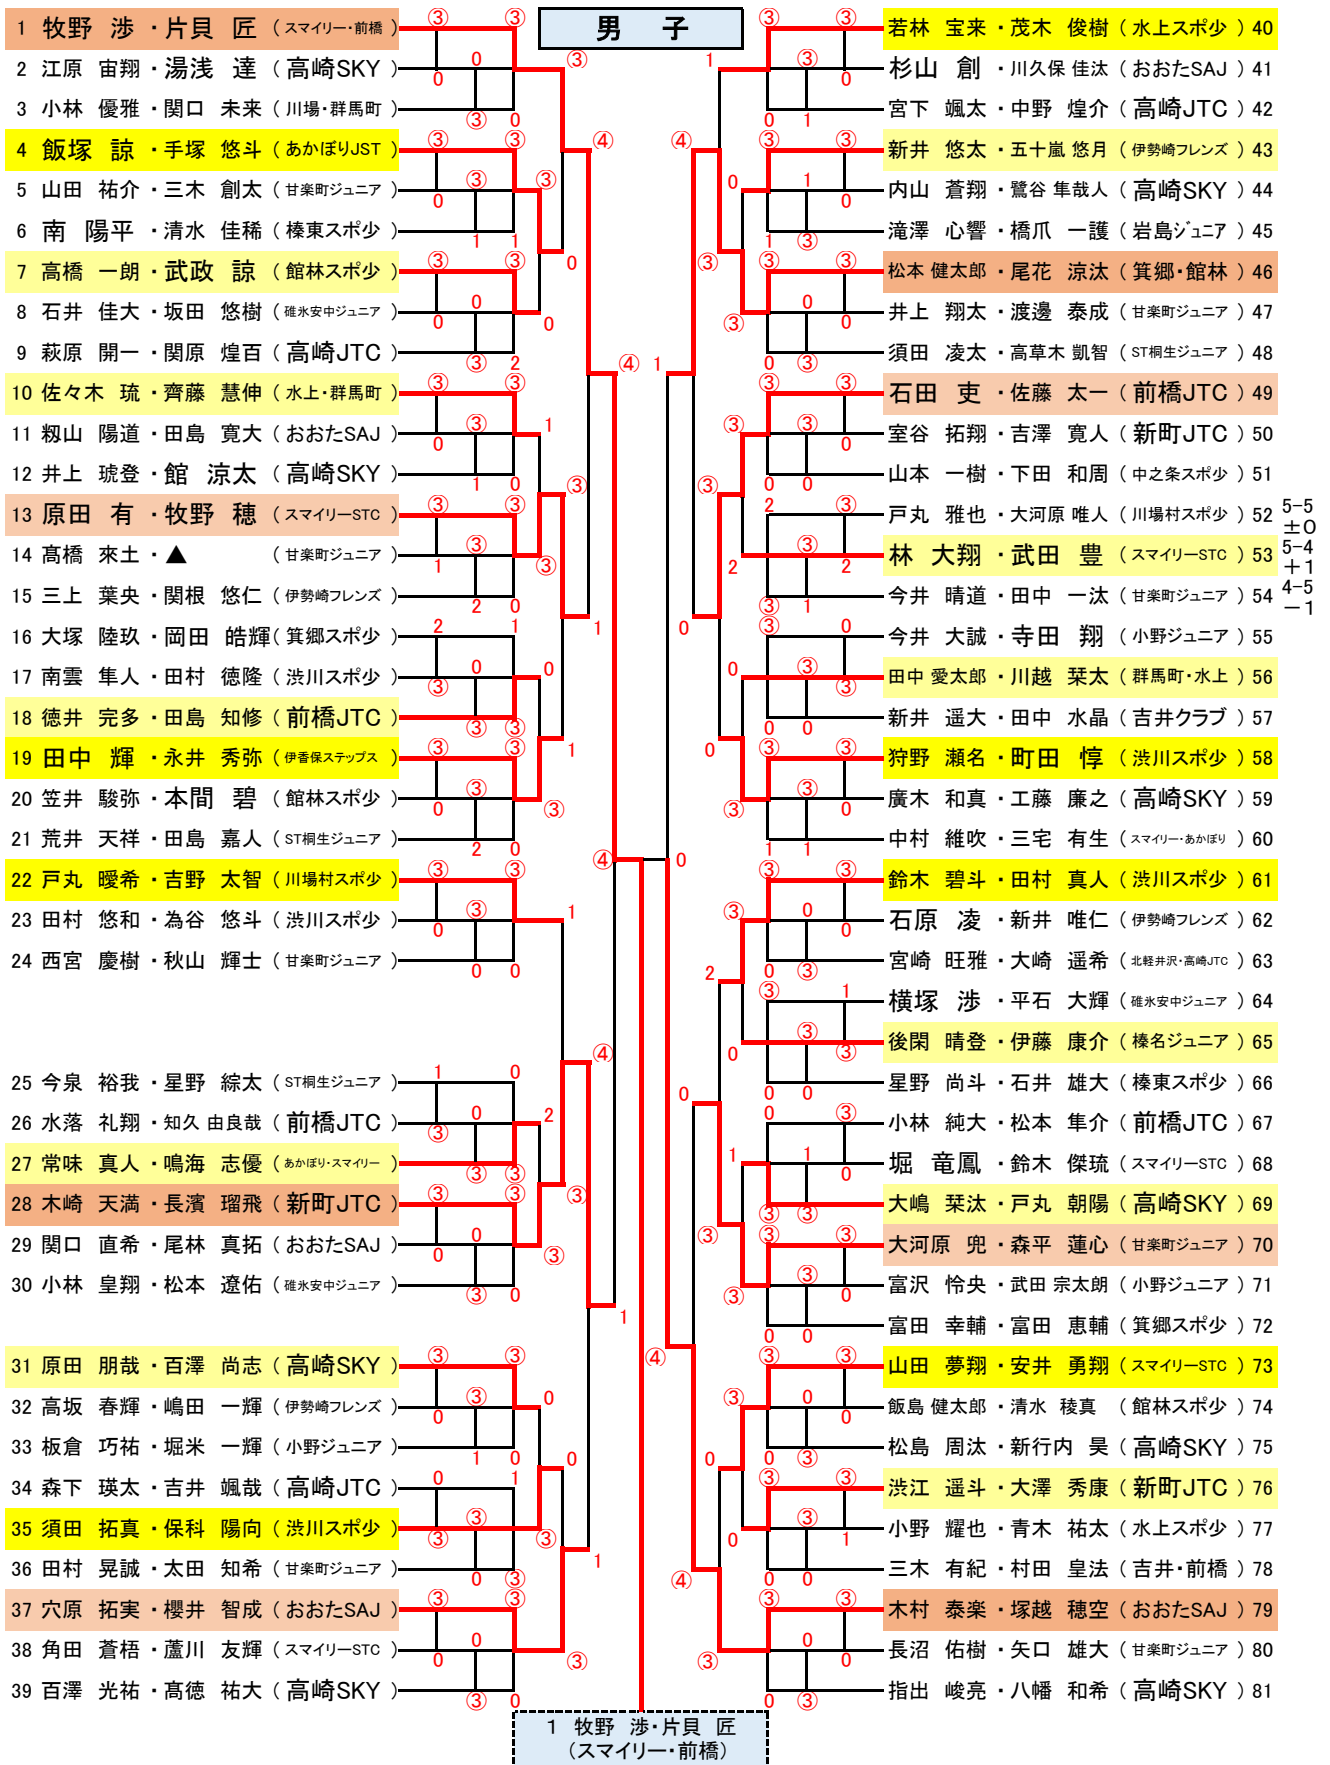 男 子
1 牧野 渉・片貝 匠 (スマイリー・前橋)
2 江原 宙翔・湯浅 達 (高崎SKY)
3 小林 優雅・関口 未来 (川場・群馬町)
4 飯塚 諒・手塚 悠斗 (あかぼりJST)
5 山田 祐介・三木 創太 (甘楽町ジュニア)
6 南 陽平・清水 佳稀 (榛東スポ少)
7 高橋 一朗・武政 諒 (館林スポ少)
8 石井 佳大・坂田 悠樹 (碓氷安中ジュニア)
9 萩原 開一・関原 煌百 (高崎JTC)
10 佐々木 琉・齊藤 慧伸 (水上・群馬町)
11 籾山 陽道・田島 寛大 (おおたSAJ)
12 井上 琥登・館 涼太 (高崎SKY)
13 原田 有・牧野 穂 (スマイリーSTC)
14 髙橋 來土・▲ (甘楽町ジュニア)
15 三上 葉央・関根 悠仁 (伊勢崎フレンズ)
16 大塚 陸玖・岡田 皓輝 (箕郷スポ少)
17 南雲 隼人・田村 徳隆 (渋川スポ少)
18 徳井 完多・田島 知修 (前橋JTC)
19 田中 輝・永井 秀弥 (伊香保ステップス)
20 笠井 駿弥・本間 碧 (館林スポ少)
21 荒井 天祥・田島 嘉人 (ST桐生ジュニア)
22 戸丸 曖希・吉野 太智 (川場村スポ少)
23 田村 悠和・為谷 悠斗 (渋川スポ少)
24 西宮 慶樹・秋山 輝士 (甘楽町ジュニア)
25 今泉 裕我・星野 綜太 (ST桐生ジュニア)
26 水落 礼翔・知久 由良哉 (前橋JTC)
27 常味 真人・鳴海 志優 (あかぼり・スマイリー)
28 木崎 天満・長濱 瑠飛 (新町JTC)
29 関口 直希・尾林 真拓 (おおたSAJ)
30 小林 皇翔・松本 遼佑 (碓氷安中ジュニア)
31 原田 朋哉・百澤 尚志 (高崎SKY)
32 高坂 春輝・嶋田 一輝 (伊勢崎フレンズ)
33 板倉 巧祐・堀米 一輝 (小野ジュニア)
34 森下 瑛太・吉井 颯哉 (高崎JTC)
35 須田 拓真・保科 陽向 (渋川スポ少)
36 田村 晃誠・太田 知希 (甘楽町ジュニア)
37 穴原 拓実・櫻井 智成 (おおたSAJ)
38 角田 蒼梧・蘆川 友輝 (スマイリーSTC)
39 百澤 光祐・髙徳 祐大 (高崎SKY)
若林 宝来・茂木 俊樹 (水上スポ少) 40
杉山 創・川久保 佳汰 (おおたSAJ) 41
宮下 颯太・中野 煌介 (高崎JTC) 42
新井 悠太・五十嵐 悠月 (伊勢崎フレンズ) 43
内山 蒼翔・鷺谷 隼哉人 (高崎SKY) 44
滝澤 心響・橋爪 一護 (岩島ジュニア) 45
松本 健太郎・尾花 涼汰 (箕郷・館林) 46
井上 翔太・渡邊 泰成 (甘楽町ジュニア) 47
須田 凌太・高草木 凱智 (ST桐生ジュニア) 48
石田 吏・佐藤 太一 (前橋JTC) 49
室谷 拓翔・吉澤 寛人 (新町JTC) 50
山本 一樹・下田 和周 (中之条スポ少) 51
戸丸 雅也・大河原 唯人 (川場村スポ少) 52 5-5 ±0
林 大翔・武田 豊 (スマイリーSTC) 53 5-4 +1
今井 晴道・田中 一汰 (甘楽町ジュニア) 54 4-5 -1
今井 大誠・寺田 翔 (小野ジュニア) 55
田中 愛太郎・川越 栞太 (群馬町・水上) 56
新井 遥大・田中 水晶 (吉井クラブ) 57
狩野 瀬名・町田 惇 (渋川スポ少) 58
廣木 和真・工藤 廉之 (高崎SKY) 59
中村 維吹・三宅 有生 (スマイリー・あかぼり) 60
鈴木 碧斗・田村 真人 (渋川スポ少) 61
石原 凌・新井 唯仁 (伊勢崎フレンズ) 62
宮崎 旺雅・大崎 遥希 (北軽井沢・高崎JTC) 63
横塚 渉・平石 大輝 (碓氷安中ジュニア) 64
後閑 晴登・伊藤 康介 (榛名ジュニア) 65
星野 尚斗・石井 雄大 (榛東スポ少) 66
小林 純大・松本 隼介 (前橋JTC) 67
堀 竜鳳・鈴木 傑琉 (スマイリーSTC) 68
大嶋 栞汰・戸丸 朝陽 (高崎SKY) 69
大河原 兜・森平 蓮心 (甘楽町ジュニア) 70
富沢 怜央・武田 宗太朗 (小野ジュニア) 71
富田 幸輔・富田 恵輔 (箕郷スポ少) 72
山田 夢翔・安井 勇翔 (スマイリーSTC) 73
飯島 健太郎・清水 稜真 (館林スポ少) 74
松島 周汰・新行内 昊 (高崎SKY) 75
渋江 遥斗・大澤 秀康 (新町JTC) 76
小野 耀也・青木 祐太 (水上スポ少) 77
三木 有紀・村田 皇法 (吉井・前橋) 78
木村 泰楽・塚越 穂空 (おおたSAJ) 79
長沼 佑樹・矢口 雄大 (甘楽町ジュニア) 80
指出 峻亮・八幡 和希 (高崎SKY) 81
1 牧野 渉・片貝 匠
(スマイリー・前橋)